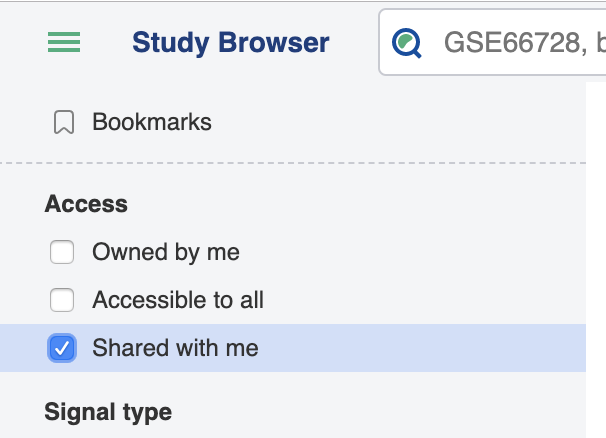 Study Browser
GSE66728,
Bookmarks
Access
Owned by me
Accessible to all
Shared with me
Signal type